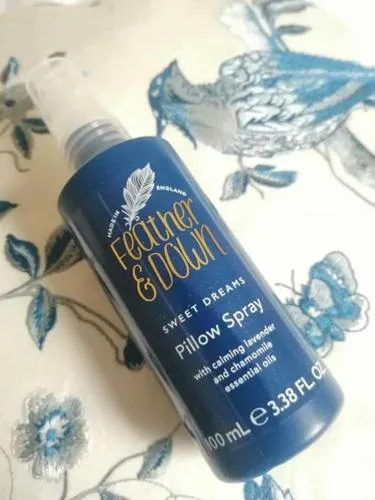 MADE IN ENGLAND
Feather
& Down
SWEET DREAMS
Pillow Spray
with calming lavender
and chamomile
essential oils
100 mL e 3.38 FL OZ